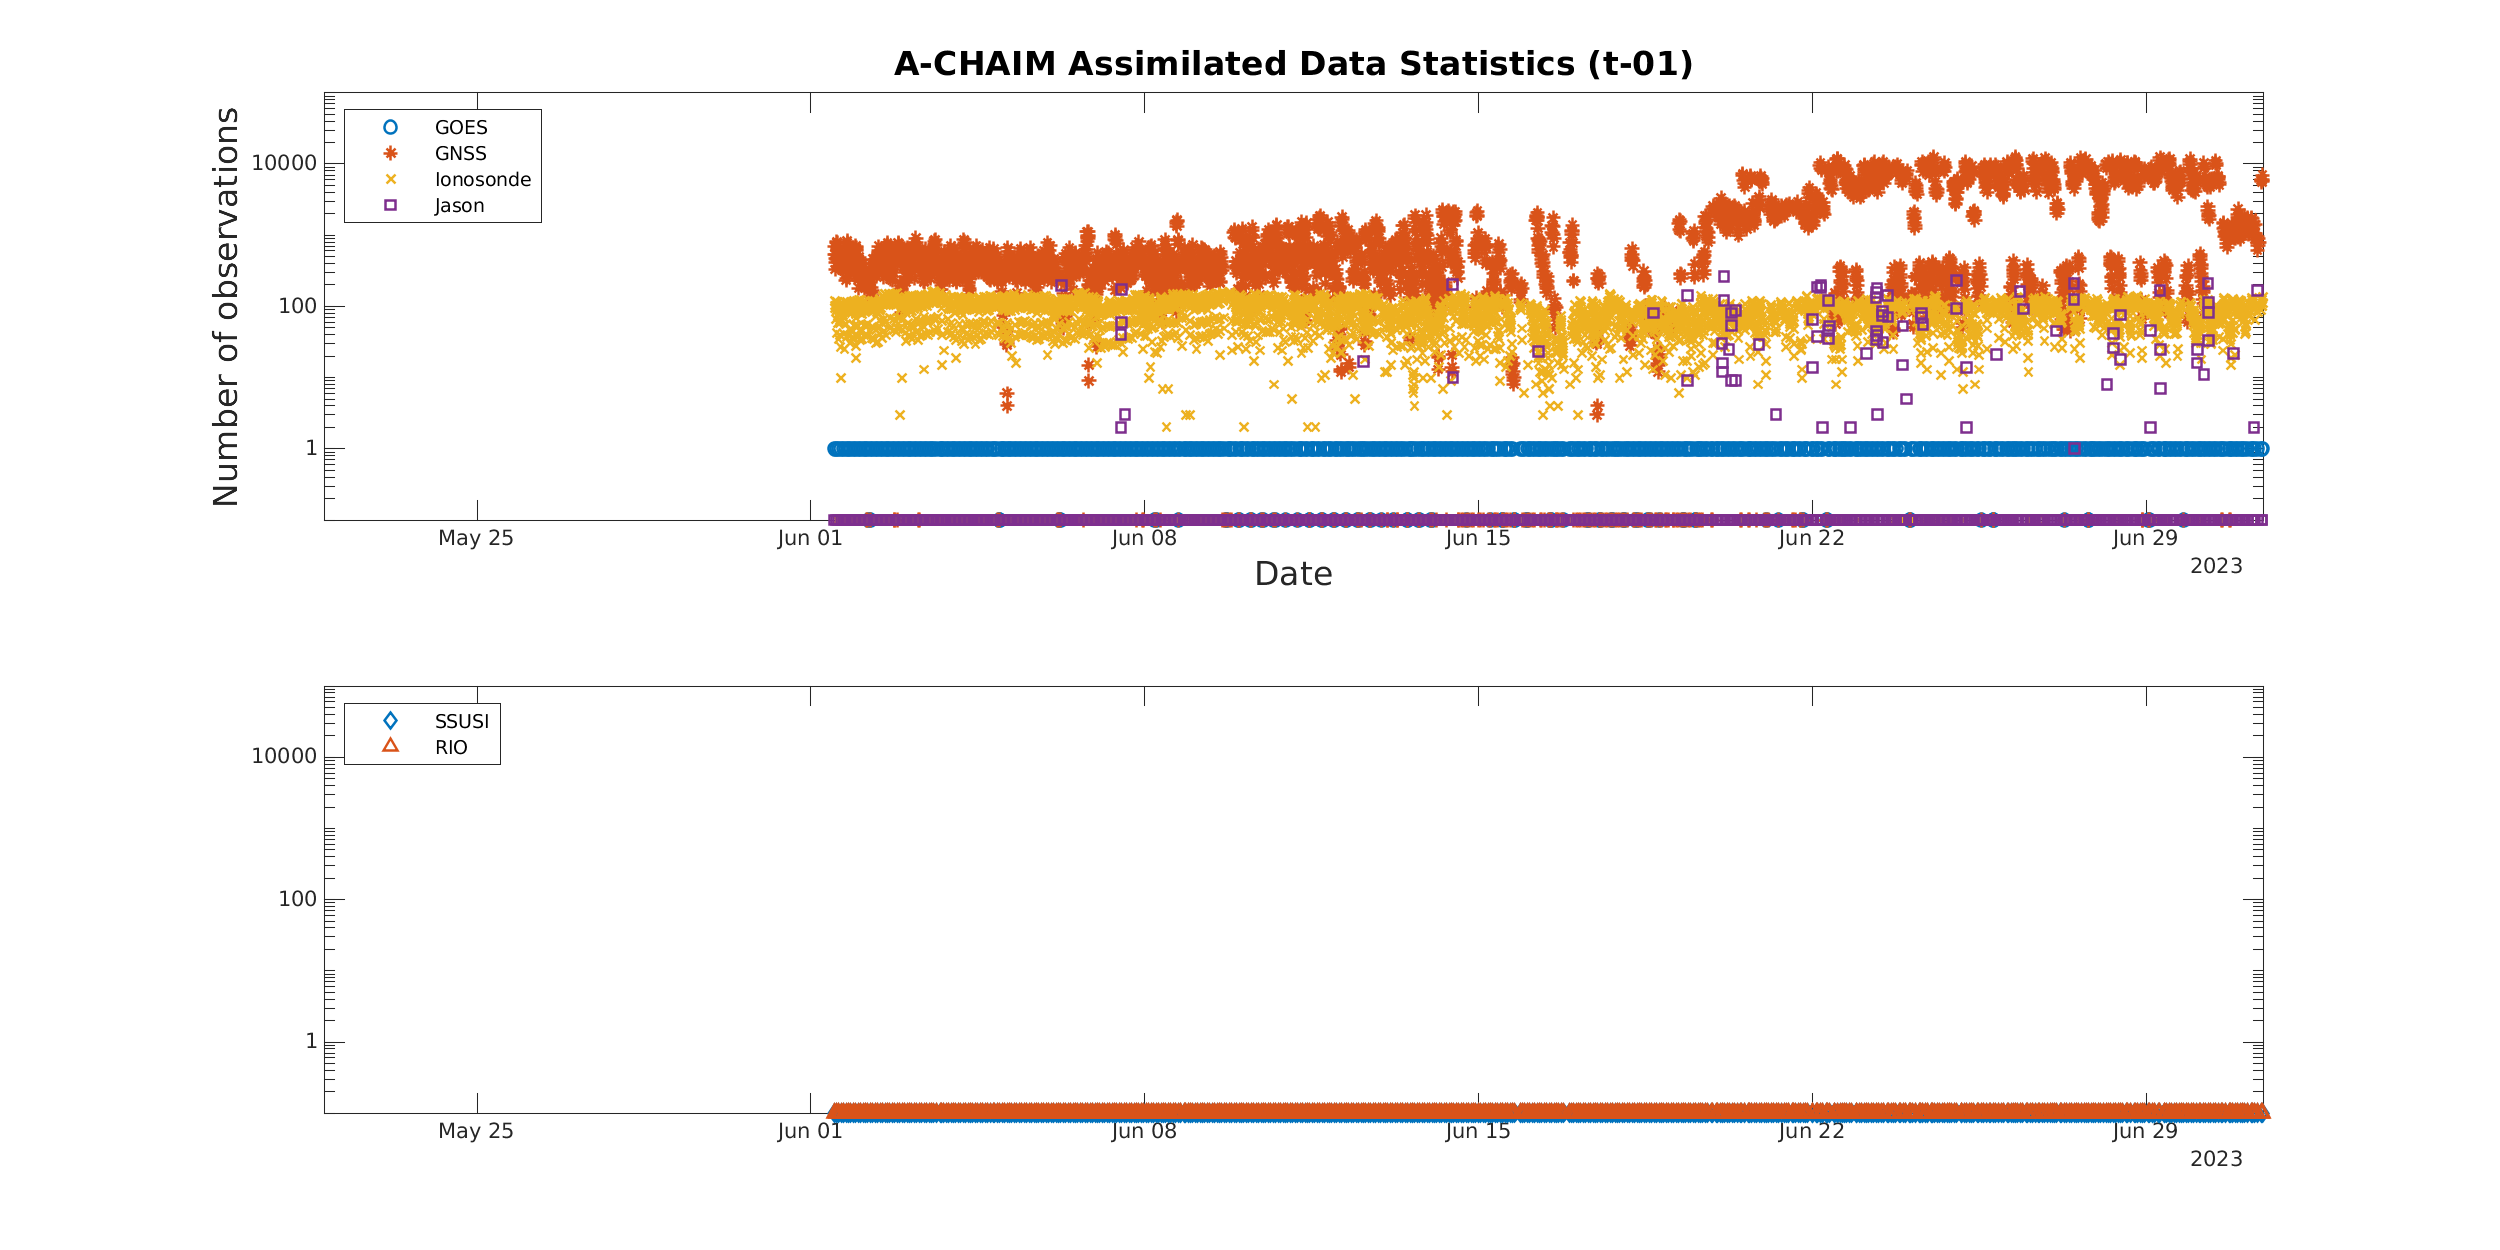 A-CHAIM Assimilated Data Statistics (t-01)
Number of observations
GOES
GNSS
Ionosonde
Jason
10000
100
1
May 25
Jun 01
Jun 08
Jun 15
Jun 22
Jun 29
2023
Date
SSUSI
RIO
10000
100
1
May 25
Jun 01
Jun 08
Jun 15
Jun 22
Jun 29
2023